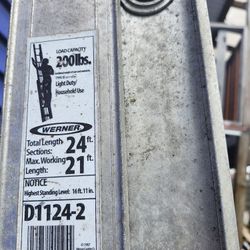 LOAD CAPACITY
200lbs.
Light Duty/
Household Use
WERNER
Total Length
Sections: 24 ft.
Max. Working
Length: 21 ft.
NOTICE
Highest Standing Level: 16 ft. 11 in.
D1124-2